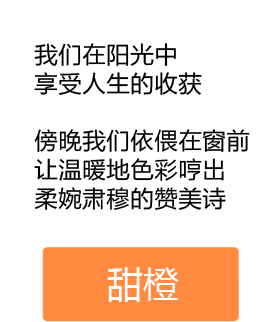 我们在阳光中
享受人生的收获
傍晚我们依偎在窗前
让温暖地色彩哼出
柔婉肃穆的赞美诗
甜橙